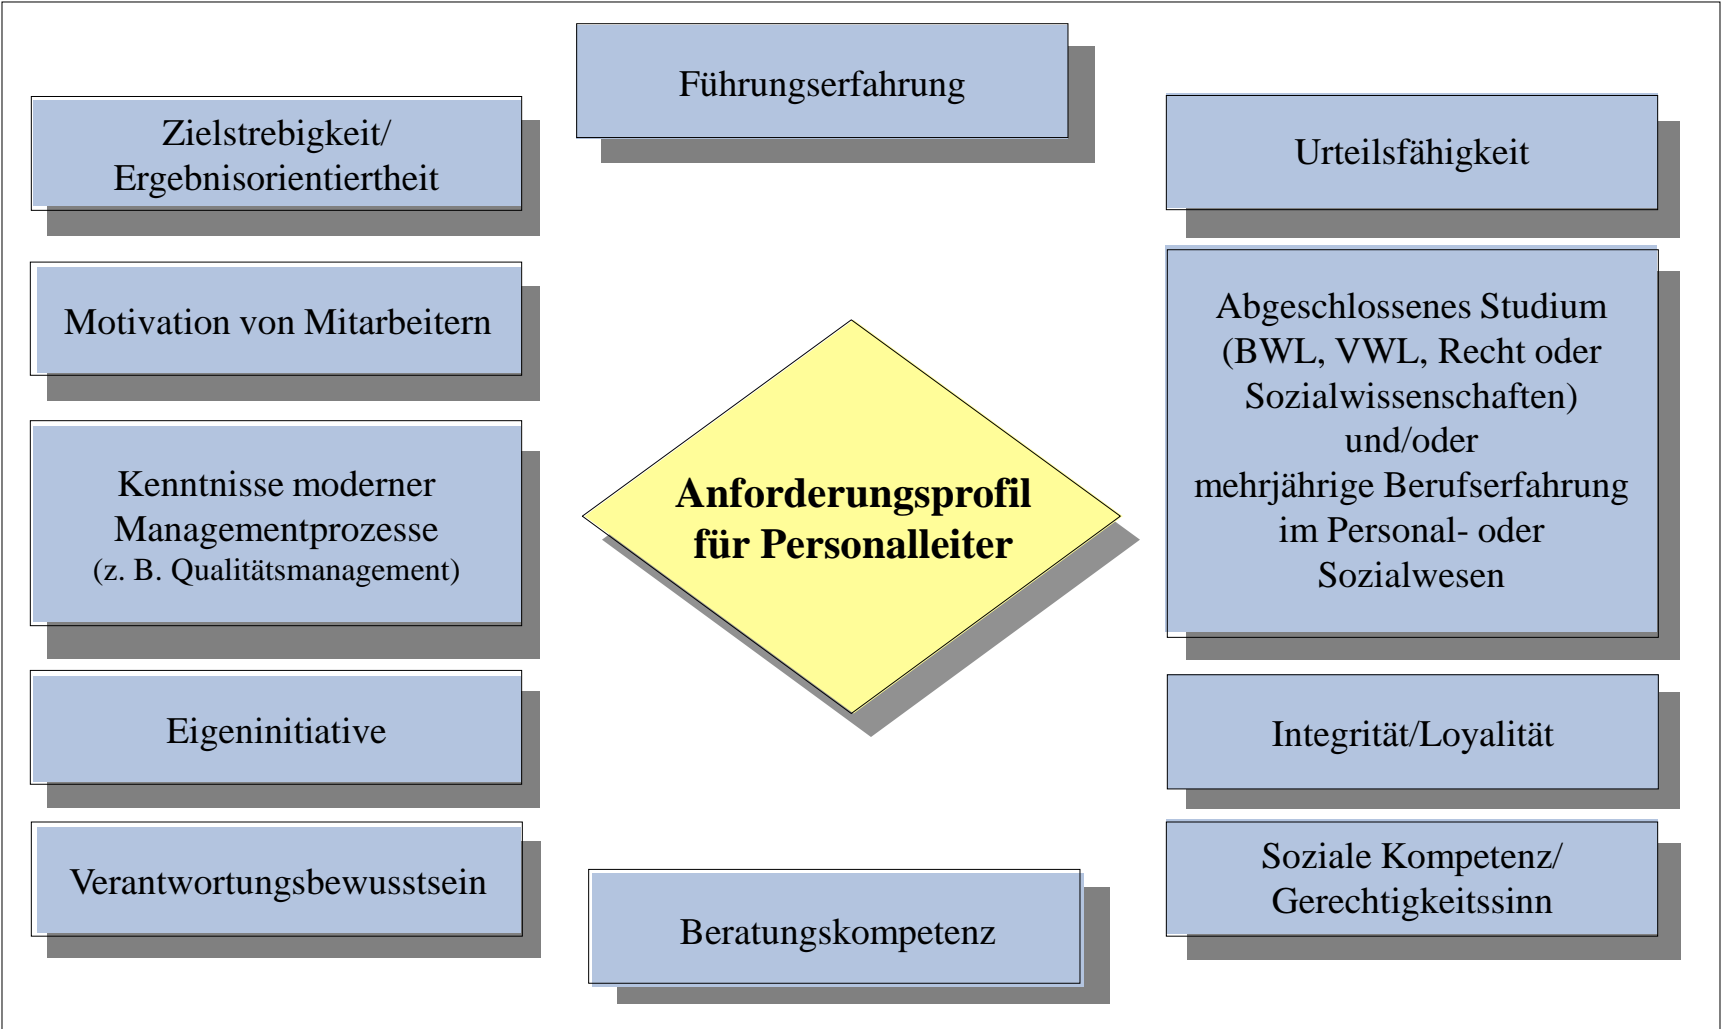 Führungserfahrung
Zielstrebigkeit/
Ergebnisorientiertheit
Urteilsfähigkeit
Motivation von Mitarbeitern
Abgeschlossenes Studium
(BWL, VWL, Recht oder
Sozialwissenschaften)
und/oder
mehrjährige Berufserfahrung
im Personal- oder
Sozialwesen
Kenntnisse moderner
Managementprozesse
(z. B. Qualitätsmanagement)
Anforderungsprofil
für Personalleiter
Eigeninitiative
Integrität/Loyalität
Verantwortungsbewusstsein
Soziale Kompetenz/
Gerechtigkeitssinn
Beratungskompetenz